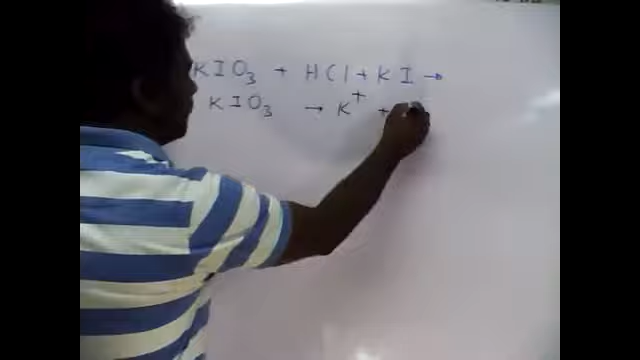 KIO₃ + HCl + KI →
KIO₃ → K⁺ +